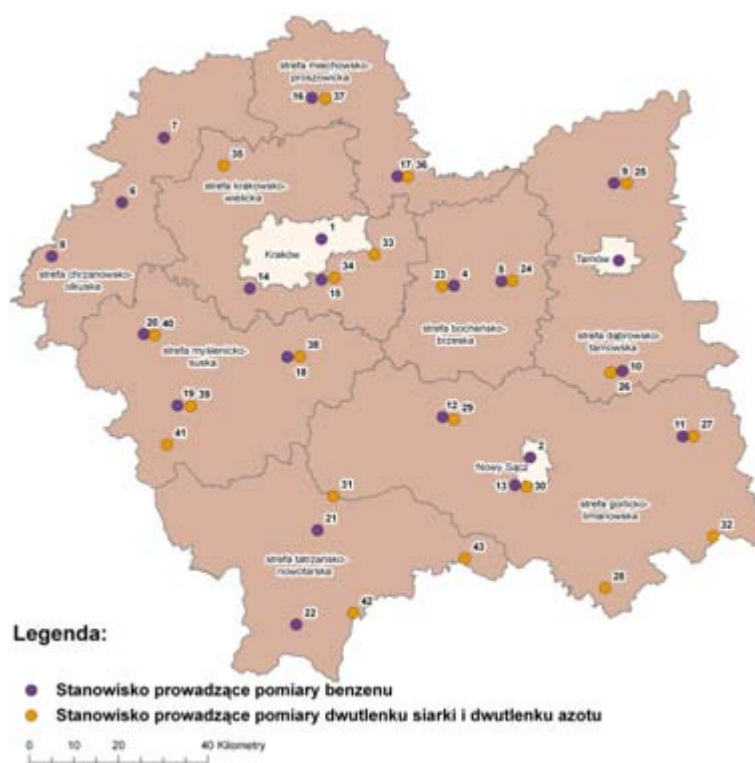 strefa miechowsko-
proszowicka
16 37
7
35
17 36
9 25
strefa krakowsko-
wielicka
6
1
8
Kraków
33
Tarnów
34
14
15
23 4 5 24
strefa chrzanowsko-
olkuska
20 40
strefa myślenicko-
suska
38
18
strefa bocheńsko-
brzeska
strefa dąbrowsko-
tarnowska
10
26
19 39
12 29
11 27
41
2
Nowy Sącz
13 30
31
21
strefa gorlicko-
limanowska
32
strefa tatrzańsko-
nowotarska
43
28
42
22
Legenda:
Stanowisko prowadzące pomiary benzenu
Stanowisko prowadzące pomiary dwutlenku siarki i dwutlenku azotu
0 10 20 40 Kilometry